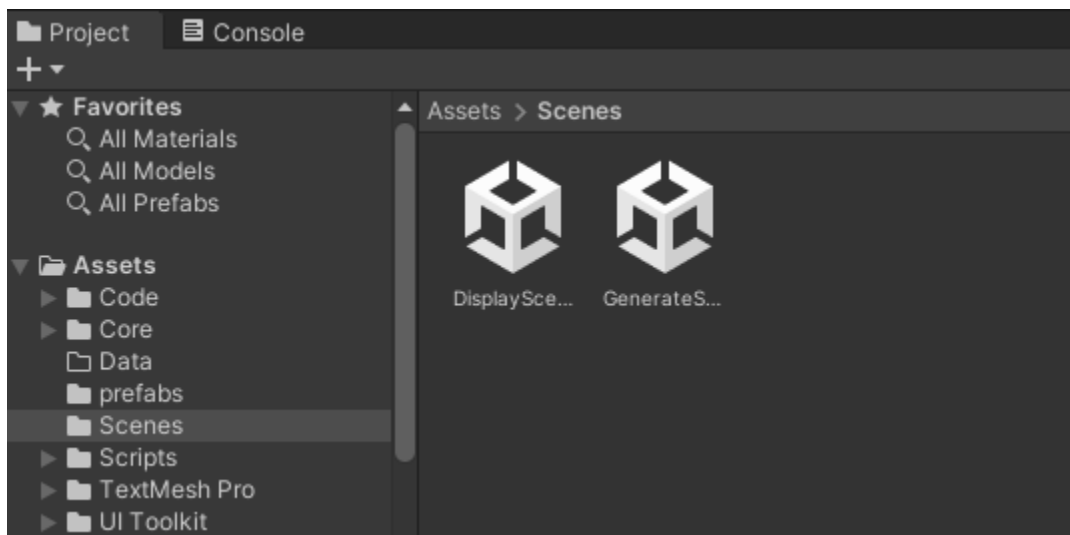 Project Console
Favorites
All Materials
All Models
All Prefabs
Assets
Code
Core
Data
prefabs
Scenes
Scripts
TextMesh Pro
UI Toolkit
Assets > Scenes
DisplaySce... GenerateS...